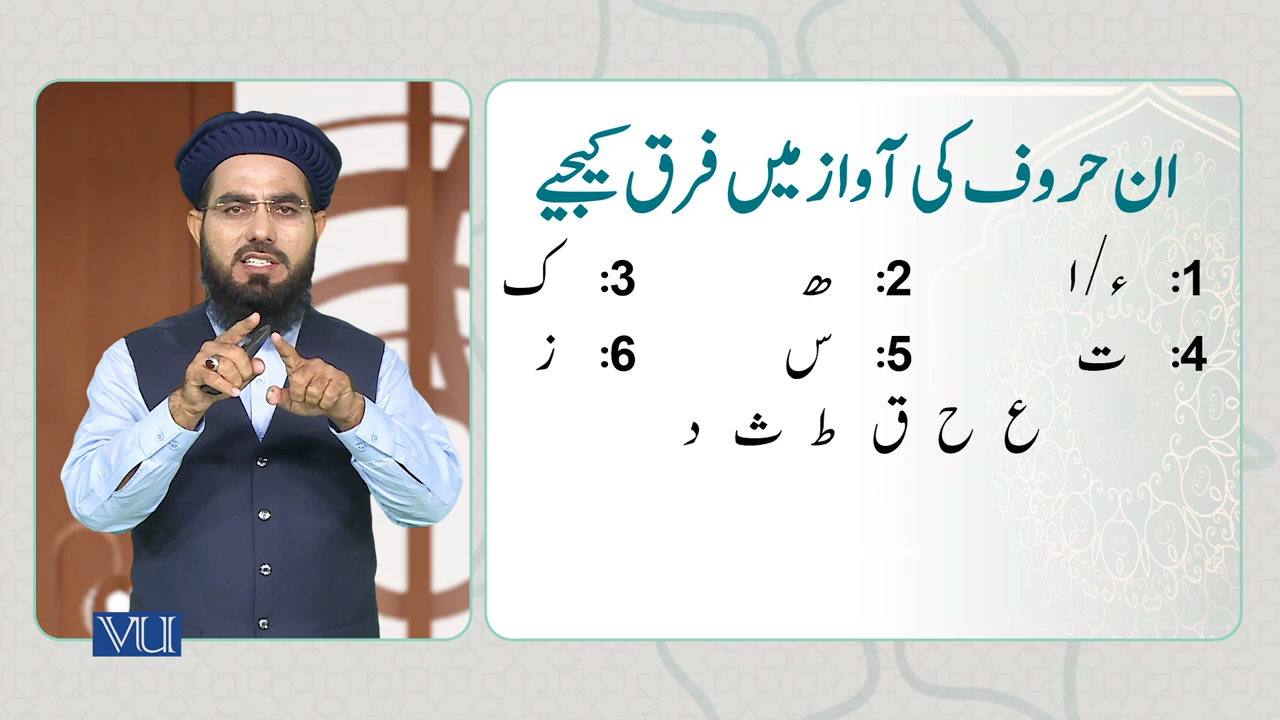 ان حروف کی آواز میں فرق کیجیے
1: ء/ا 2: ھ 3: ک
4: ت 5: س 6: ز
ع ح ق ط ث د
VU